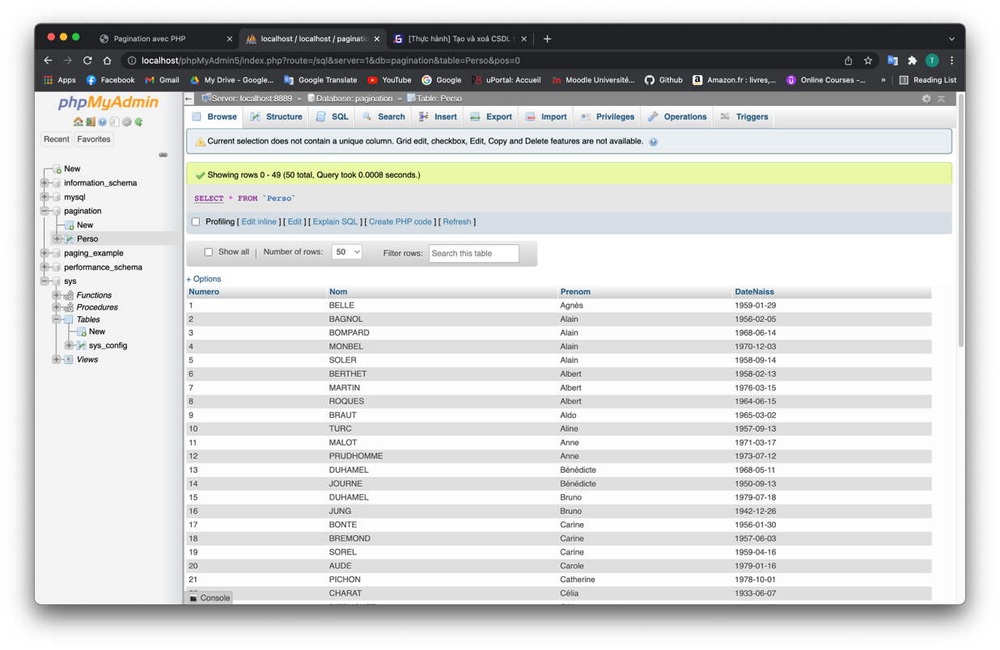 Pagination avec PHP
localhost / localhost / paginatio
[Thực hành] Tạo và xoá CSDL
localhost/phpMyAdmin5/index.php?route=/sql&server=1&db=pagination&table=Perso&pos=0
T
Apps Facebook Gmail My Drive - Google... Google Translate YouTube Google uPortal: Accueil Moodle Université... Github Amazon.fr : livres,... Online Courses -... » Reading List
phpMyAdmin
Recent Favorites
New
information_schema
mysql
pagination
New
Perso
paging_example
performance_schema
sys
Functions
Procedures
Tables
New
sys_config
Views
Server: localhost:8889 » Database: pagination » Table: Perso
Browse Structure SQL Search Insert Export Import Privileges Operations Triggers
Current selection does not contain a unique column. Grid edit, checkbox, Edit, Copy and Delete features are not available.
Showing rows 0 - 49 (50 total, Query took 0.0008 seconds.)
SELECT * FROM `Perso`
Profiling [ Edit inline ] [ Edit ] [ Explain SQL ] [ Create PHP code ] [ Refresh ]
Show all | Number of rows: 50 Filter rows: Search this table
+ Options
Numero Nom Prenom DateNaiss
1 BELLE Agnès 1959-01-29
2 BAGNOL Alain 1956-02-05
3 BOMPARD Alain 1968-06-14
4 MONBEL Alain 1970-12-03
5 SOLER Alain 1958-09-14
6 BERTHET Albert 1958-02-13
7 MARTIN Albert 1976-03-15
8 ROQUES Albert 1964-06-15
9 BRAUT Aldo 1965-03-02
10 TURC Aline 1957-09-13
11 MALOT Anne 1971-03-17
12 PRUDHOMME Anne 1973-07-12
13 DUHAMEL Bénédicte 1968-05-11
14 JOURNE Bénédicte 1950-09-13
15 DUHAMEL Bruno 1979-07-18
16 JUNG Bruno 1942-12-26
17 BONTE Carine 1956-01-30
18 BREMOND Carine 1957-06-03
19 SOREL Carine 1959-04-16
20 AUDE Carole 1979-01-16
21 PICHON Catherine 1978-10-01
CHARAT Célia 1933-06-07
Console